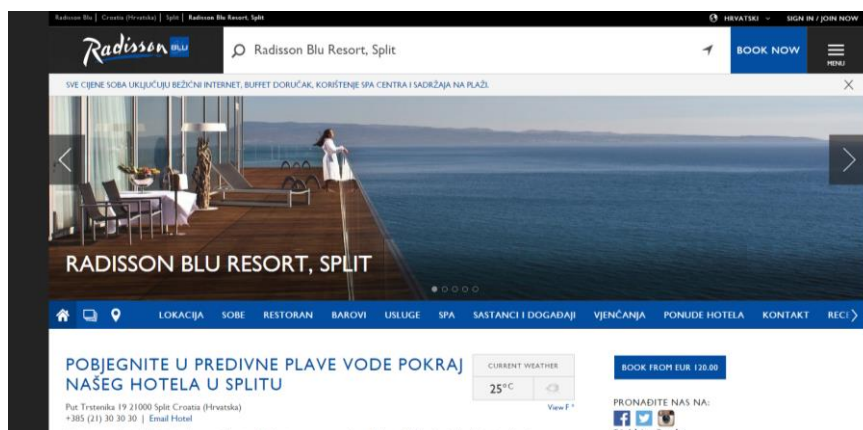 Radisson Blu | Croatia (Hrvatska) | Split | Radisson Blu Resort, Split
HRVATSKI SIGN IN / JOIN NOW
Radisson BLU
Radisson Blu Resort, Split
BOOK NOW
MENU
SVE CIJENE SOBA UKLJUČUJU BEŽIČNI INTERNET, BUFFET DORUČAK, KORIŠTENJE SPA CENTRA I SADRŽAJA NA PLAŽI.
RADISSON BLU RESORT, SPLIT
LOKACIJA SOBE RESTORAN BAROVI USLUGE SPA SASTANCI I DOGAĐAJI VJENČANJA PONUDE HOTELA KONTAKT RECE
POBJEGNITE U PREDIVNE PLAVE VODE POKRAJ
NAŠEG HOTELA U SPLITU
Put Trstenika 19 21000 Split Croatia (Hrvatska)
+385 (21) 30 30 30 | Email Hotel
CURRENT WEATHER
25°C
View F °
BOOK FROM EUR 120.00
PRONAĐITE NAS NA: